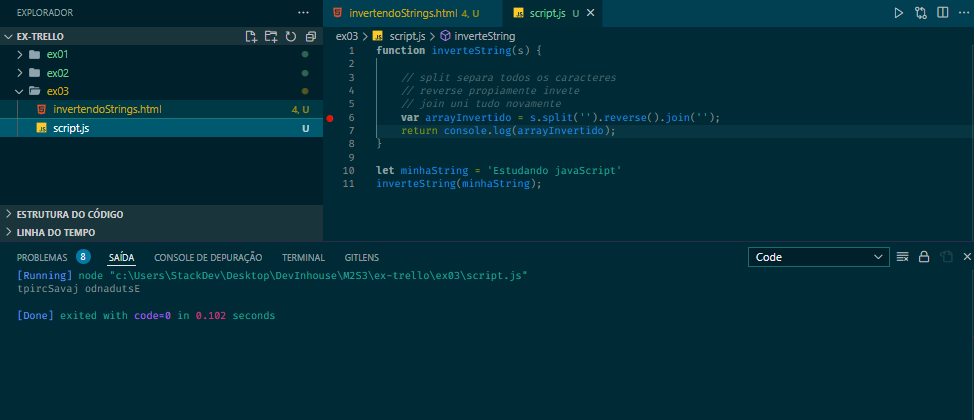 EXPLORADOR ...
EX-TRELLO
ex01
ex02
ex03
invertendoStrings.html 4, U
script.js U
ESTRUTURA DO CÓDIGO
LINHA DO TEMPO
invertendoStrings.html 4, U script.js U
ex03 > script.js > inverteString
1 function inverteString(s) {
2
3 // split separa todos os caracteres
4 // reverse propiamente invete
5 // join uni tudo novamente
6 var arrayInvertido = s.split('').reverse().join('');
7 return console.log(arrayInvertido);
8 }
9
10 let minhaString = 'Estudando javaScript'
11 inverteString(minhaString);
PROBLEMAS 8 SAÍDA CONSOLE DE DEPURAÇÃO TERMINAL GITLENS Code
[Running] node "c:\Users\StackDev\Desktop\DevInhouse\M2S3\ex-trello\ex03\script.js"
tpircSavaj odnadutsE
[Done] exited with code=0 in 0.102 seconds